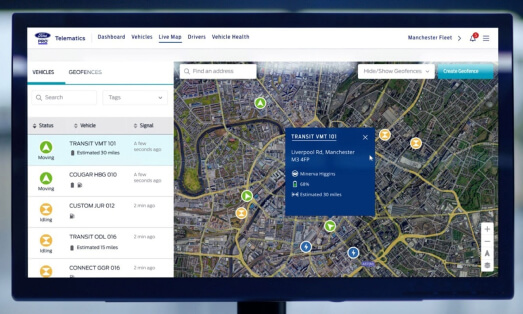 Ford
PRO
Telematics
Dashboard Vehicles Live Map Drivers Vehicle Health
Manchester Fleet
VEHICLES GEOFENCES
Find an address
Hide/Show Geofences
Create Geofence
Search
Tags
Status Vehicle Signal
TRANSIT VMT 101
Estimated 30 miles
A few
seconds ago
Moving
COUGAR HBG 010
A few
seconds ago
Moving
CUSTOM JUR 012
2 min ago
Idling
TRANSIT ODL 016
Estimated 15 miles
2 min ago
Idling
CONNECT GGR 016
2 min ago
TRANSIT VMT 101
Liverpool Rd, Manchester
M3 4FP
Minerva Higgins
68%
Estimated 30 miles